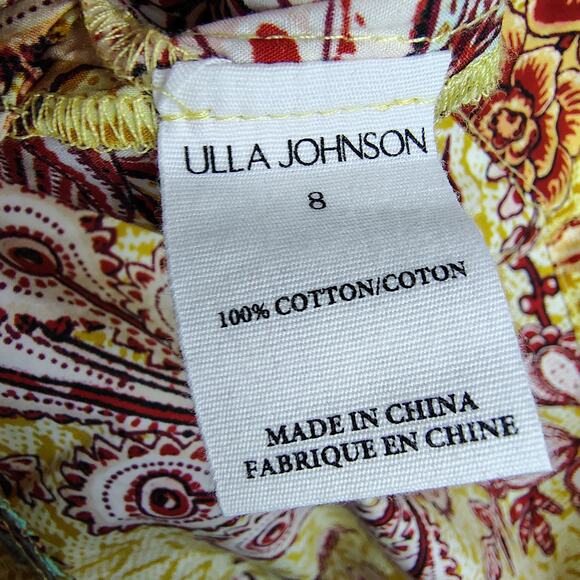 ULLA JOHNSON
8
100% COTTON/COTON
MADE IN CHINA
FABRIQUE EN CHINE